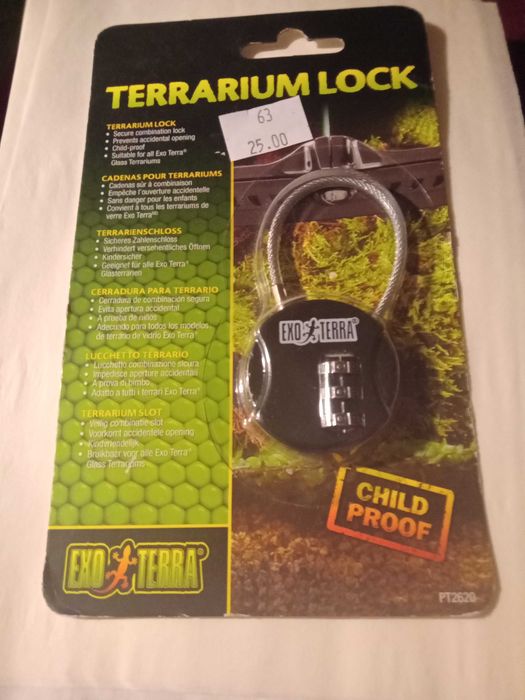 TERRARIUM LOCK
63
25.00
TERRARIUM LOCK
• Secure combination lock
• Prevents accidental opening
• Child-proof
• Suitable for all Exo Terra®
Glass Terrariums
CADENAS POUR TERRARIUMS
• Cadenas sûr à combinaison
• Empêche l'ouverture accidentelle
• Sans danger pour les enfants
• Convient à tous les terrariums de
verre Exo Terra MD
TERRARIENSCHLOSS
• Sicheres Zahlenschloss
• Verhindert versehentliches Öffnen
• Kindersicher
• Geeignet für alle Exo Terra®
Glasterrarien
CERRADURA PARA TERRARIO
• Cerradura de combinación segura
• Evita apertura accidental
• A prueba de niños
• Adecuado para todos los modelos
de terrario de vidrio Exo Terra®
LUCCHETTO TERRARIO
• Lucchetto combinazione sicura
• Impedisce aperture accidentali
• A prova di bimbo
• Adatto a tutti i terrari Exo Terra®
TERRARIUM SLOT
• Veilig combinatie slot
• Voorkomt accidentele opening
• Kindvriendelijk
• Bruikbaar voor alle Exo Terra®
Glass Terrariums
EXO TERRA®
CHILD
PROOF
EXO TERRA®
PT2620